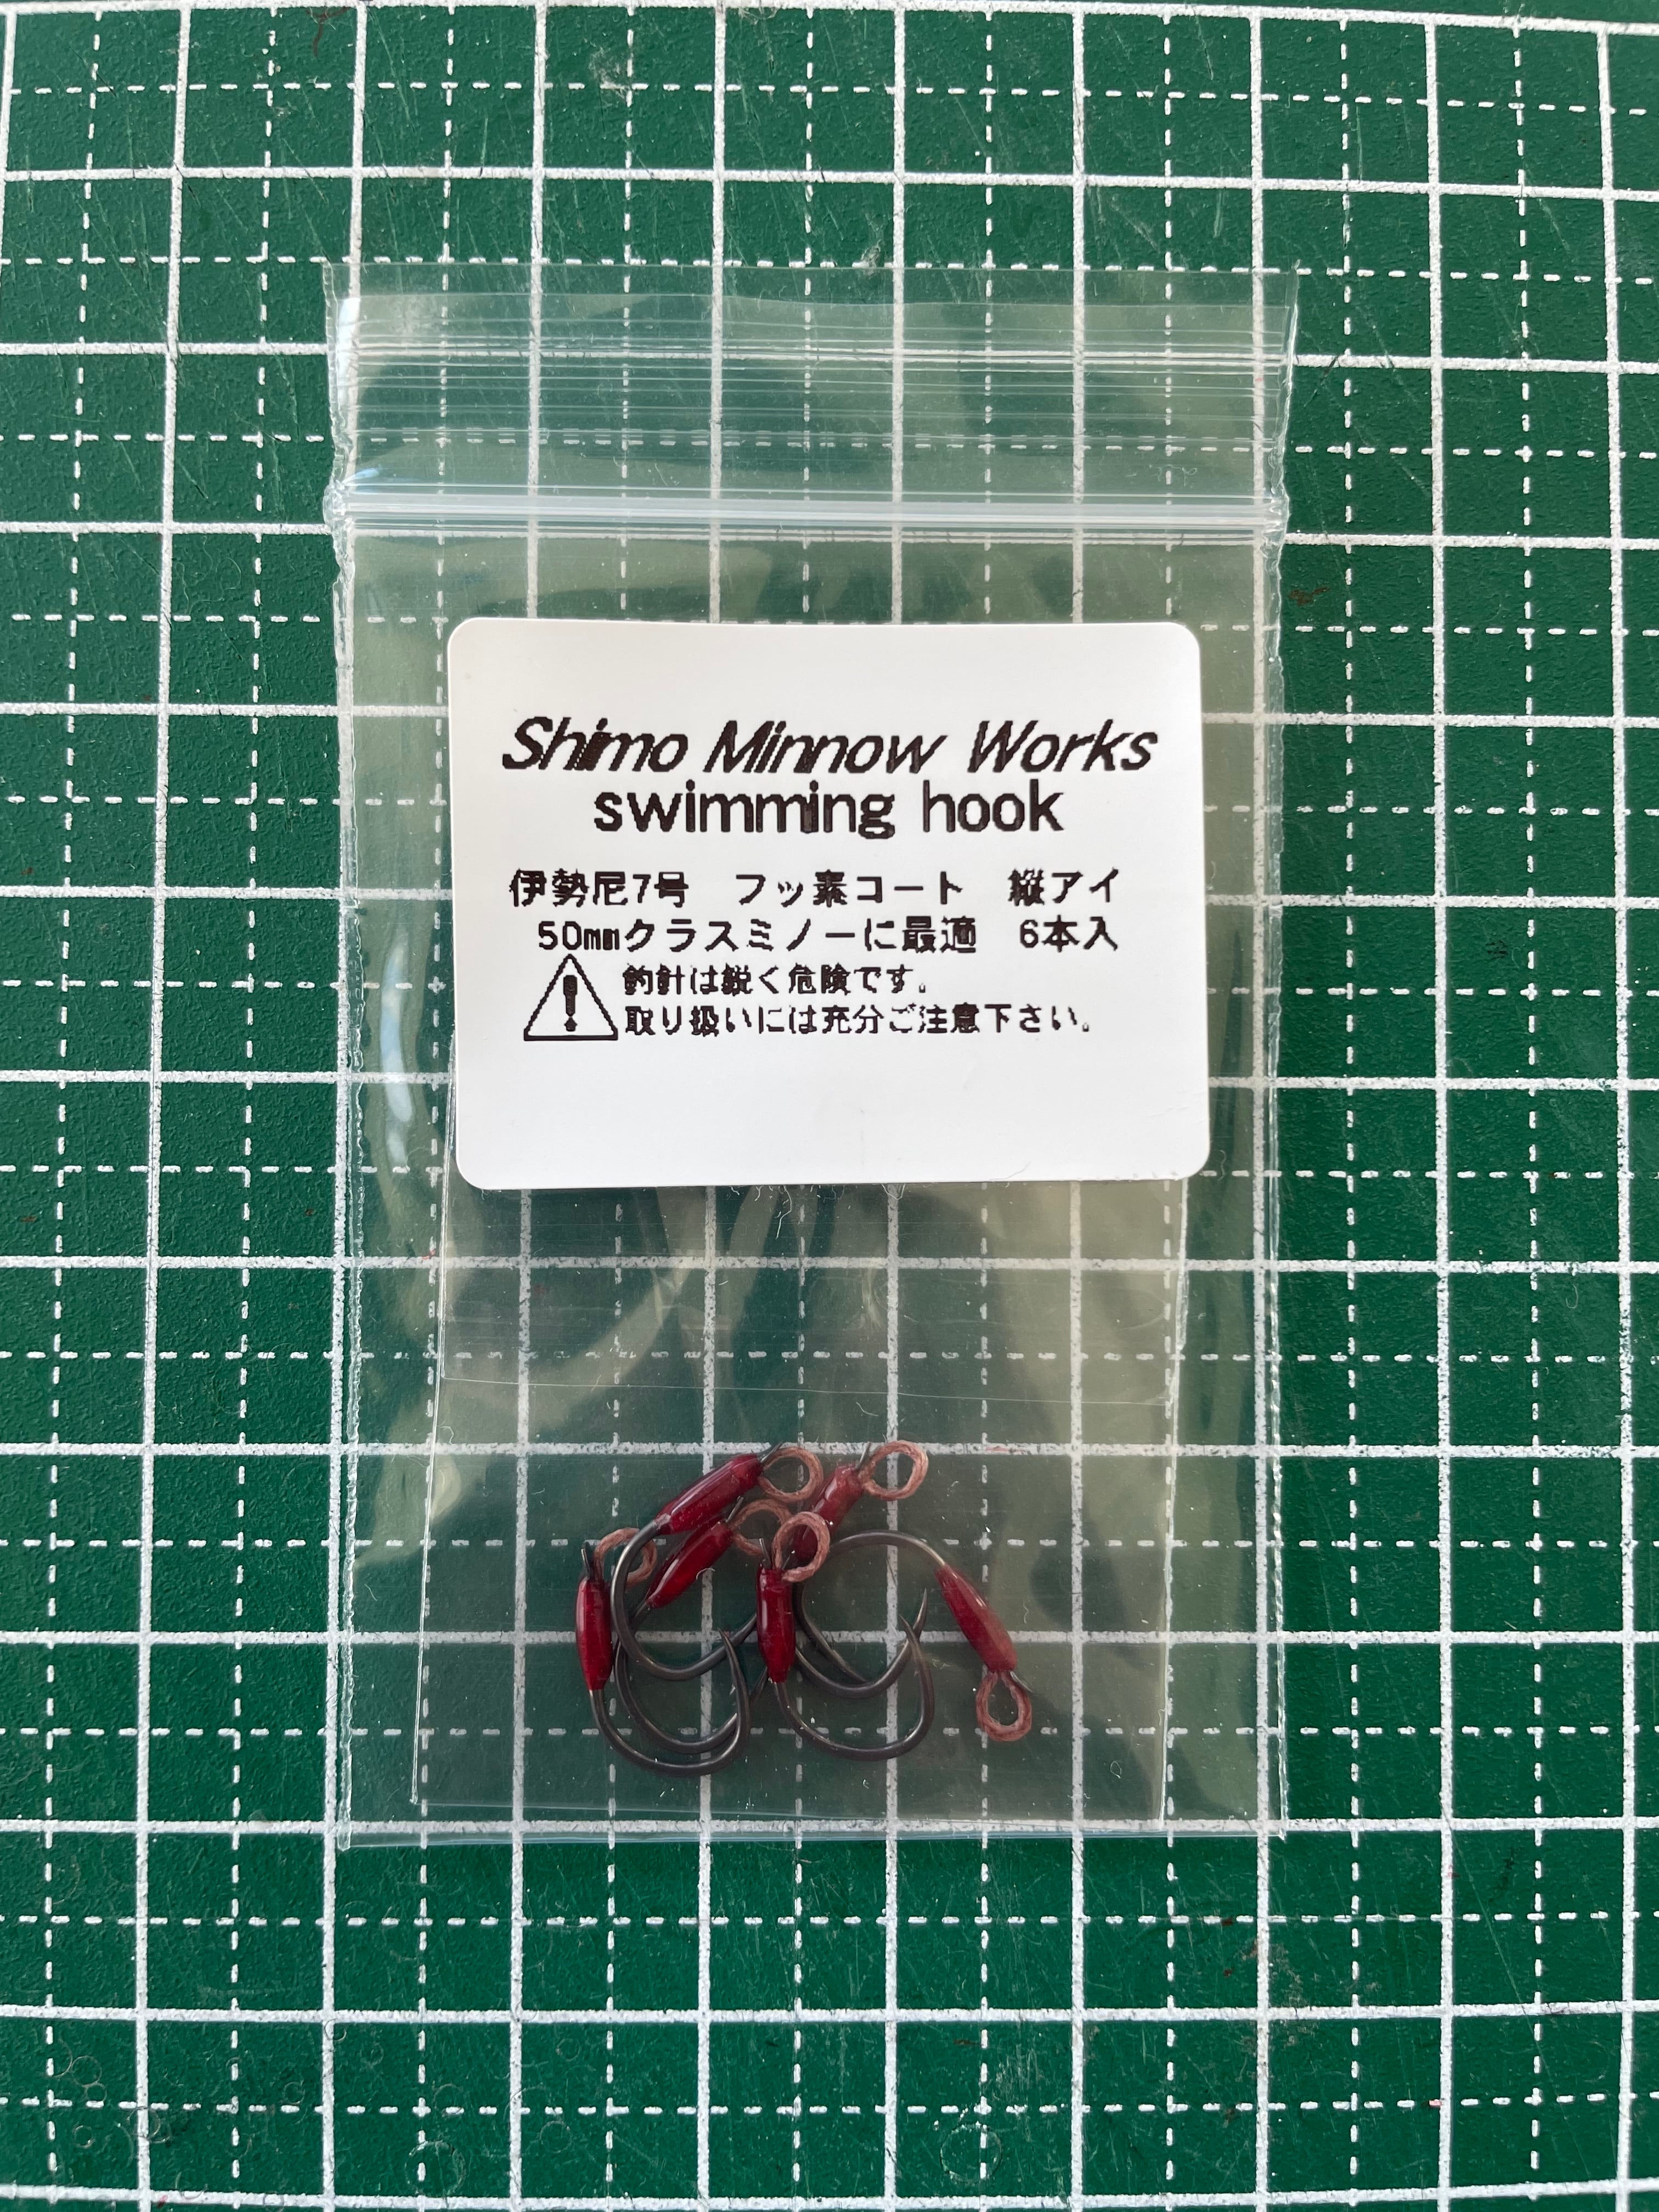 Shimo Minnow Works
swimming hook
伊勢尼7号　フッ素コート　縦アイ
50mmクラスミノーに最適　6本入
釣針は鋭く危険です。
取り扱いには充分ご注意下さい。